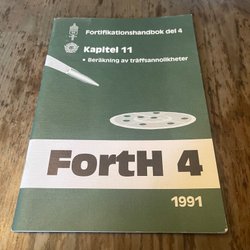 Fortifikationshandbok del 4
Kapitel 11
• Beräkning av träffsannolikheter
FortH 4
1991